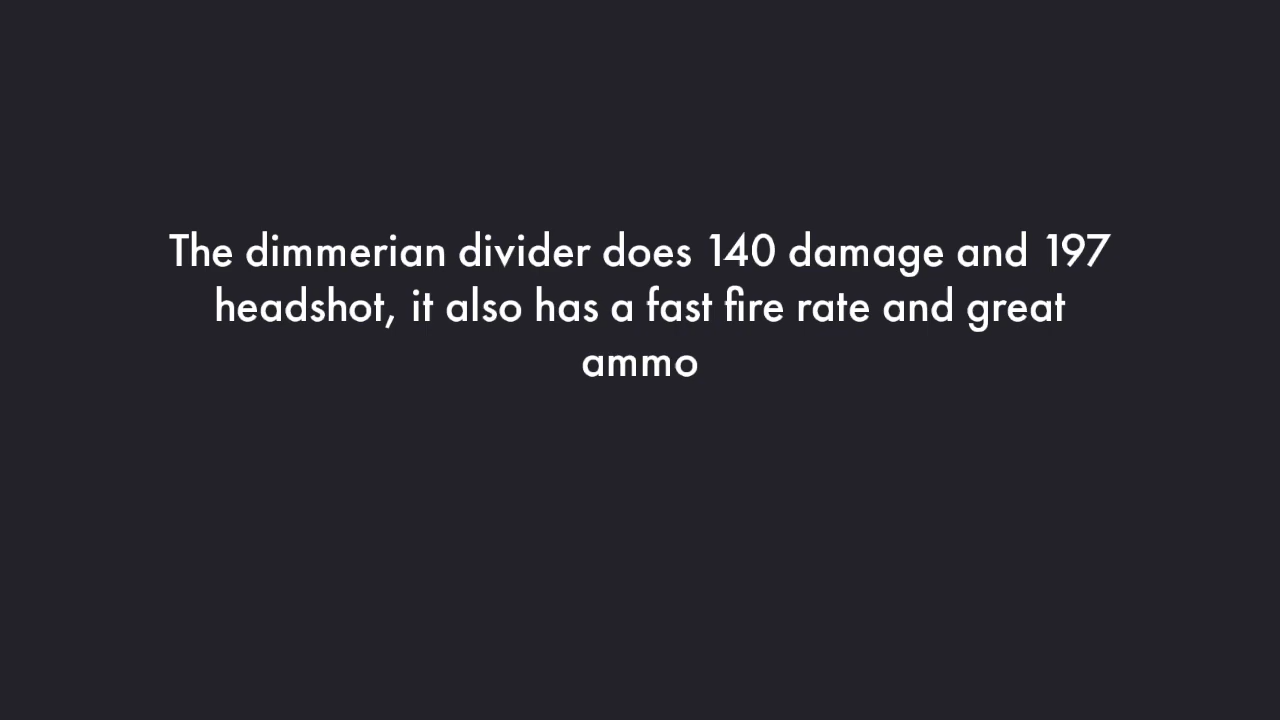 The dimmerian divider does 140 damage and 197
headshot, it also has a fast fire rate and great
ammo